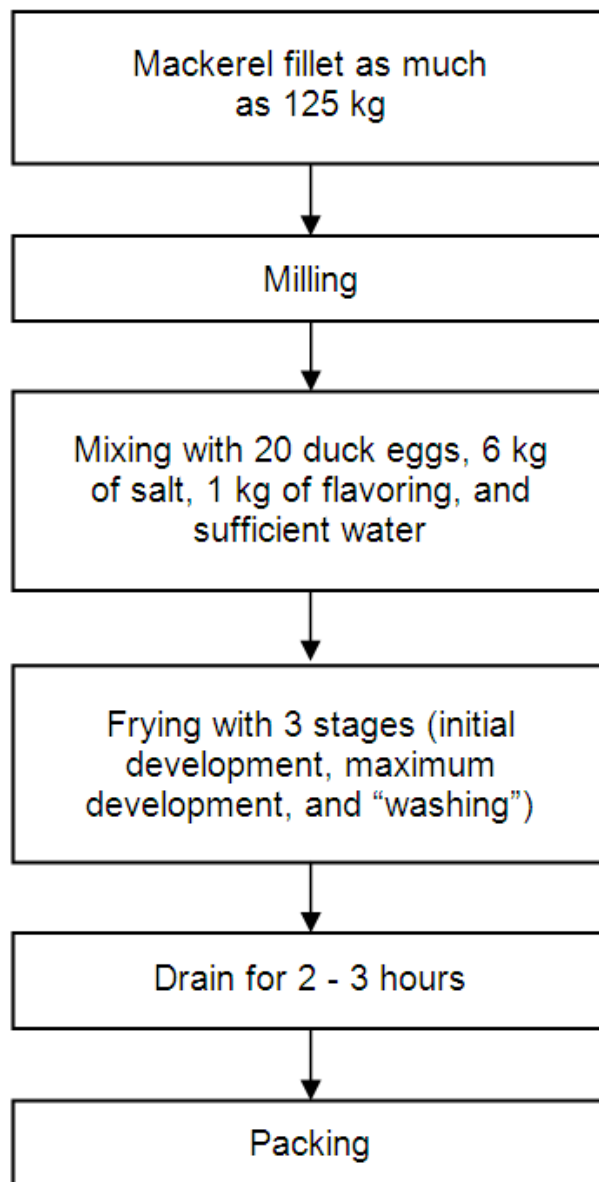 Mackerel fillet as much
as 125 kg
Milling
Mixing with 20 duck eggs, 6 kg
of salt, 1 kg of flavoring, and
sufficient water
Frying with 3 stages (initial
development, maximum
development, and “washing”)
Drain for 2 - 3 hours
Packing